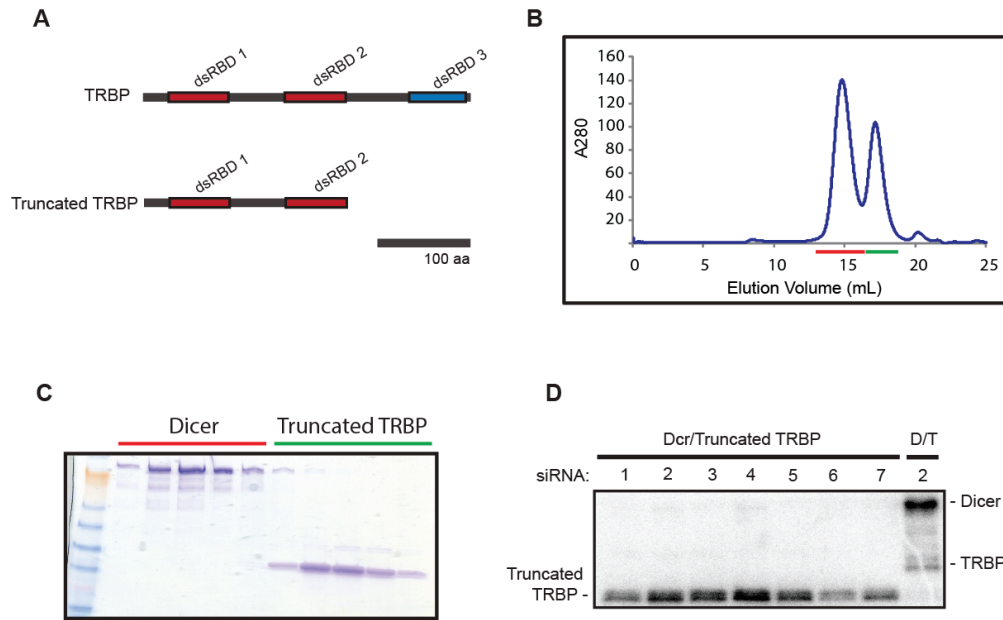 A
dsRBD 1
dsRBD 2
dsRBD 3
TRBP
dsRBD 1
dsRBD 2
Truncated TRBP
100 aa
B
A280
160
140
120
100
80
60
40
20
0
5
10
15
20
25
Elution Volume (mL)
C
Dicer
Truncated TRBP
D
Dcr/Truncated TRBP
D/T
siRNA: 1 2 3 4 5 6 7 2
- Dicer
- TRBP
Truncated
TRBP -